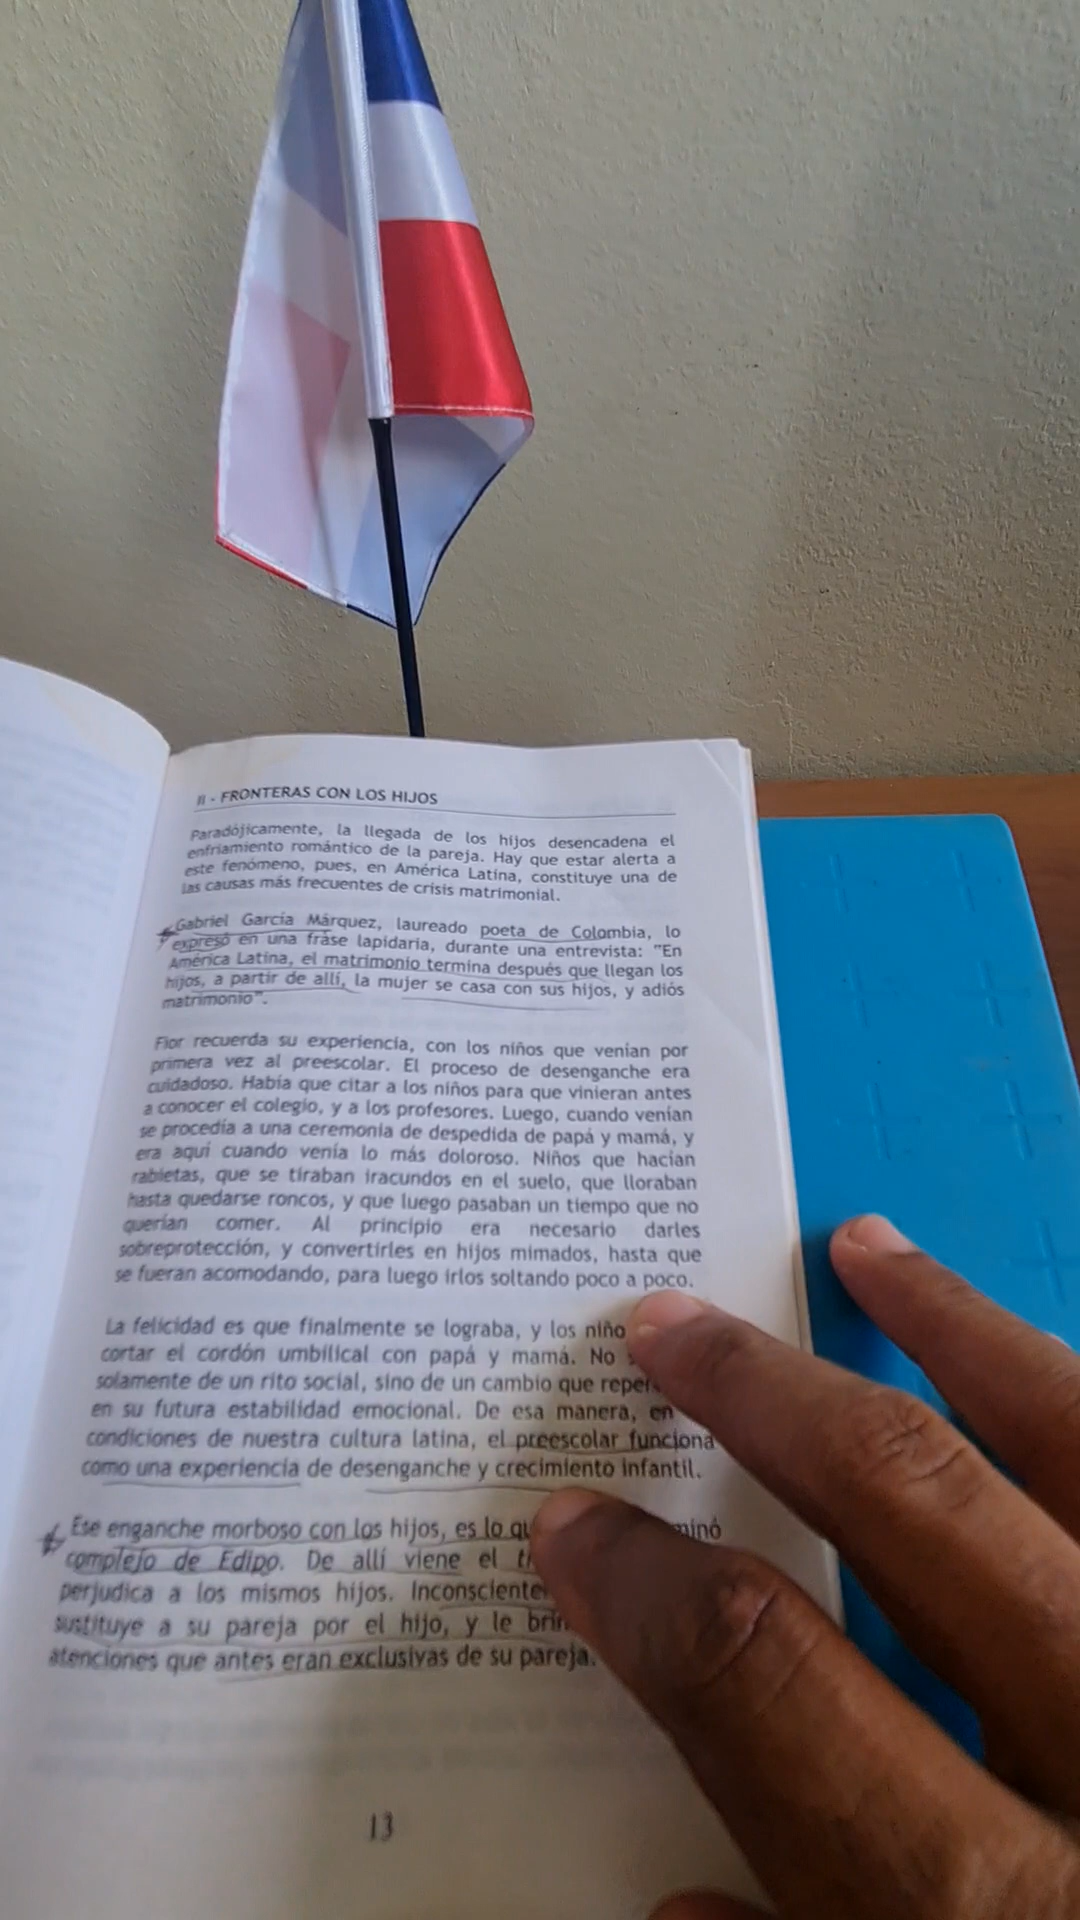 II - FRONTERAS CON LOS HIJOS
Paradójicamente, la llegada de los hijos desencadena el
enfriamiento romántico de la pareja. Hay que estar alerta a
este fenómeno, pues, en América Latina, constituye una de
las causas más frecuentes de crisis matrimonial.
Gabriel García Márquez, laureado poeta de Colombia, lo
expresó en una frase lapidaria, durante una entrevista: "En
América Latina, el matrimonio termina después que llegan los
hijos, a partir de allí, la mujer se casa con sus hijos, y adiós
matrimonio".
Fior recuerda su experiencia, con los niños que venían por
primera vez al preescolar. El proceso de desenganche era
cuidadoso. Había que citar a los niños para que vinieran antes
a conocer el colegio, y a los profesores. Luego, cuando venían
se procedía a una ceremonia de despedida de papá y mamá, y
era aquí cuando venía lo más doloroso. Niños que hacían
rabietas, que se tiraban iracundos en el suelo, que lloraban
hasta quedarse roncos, y que luego pasaban un tiempo que no
querían comer. Al principio era necesario darles
sobreprotección, y convertirles en hijos mimados, hasta que
se fueran acomodando, para luego irlos soltando poco a poco.
La felicidad es que finalmente se lograba, y los niño
cortar el cordón umbilical con papá y mamá. No
solamente de un rito social, sino de un cambio que
en su futura estabilidad emocional. De esa manera, en
condiciones de nuestra cultura latina, el preescolar funciona
como una experiencia de desenganche y crecimiento infantil.
Ese enganche morboso con los hijos, es lo
complejo de Edipo. De allí viene el
perjudica a los mismos hijos.
sustituye a su pareja por el hijo, y le
atenciones que antes eran exclusivas de su pareja.
13